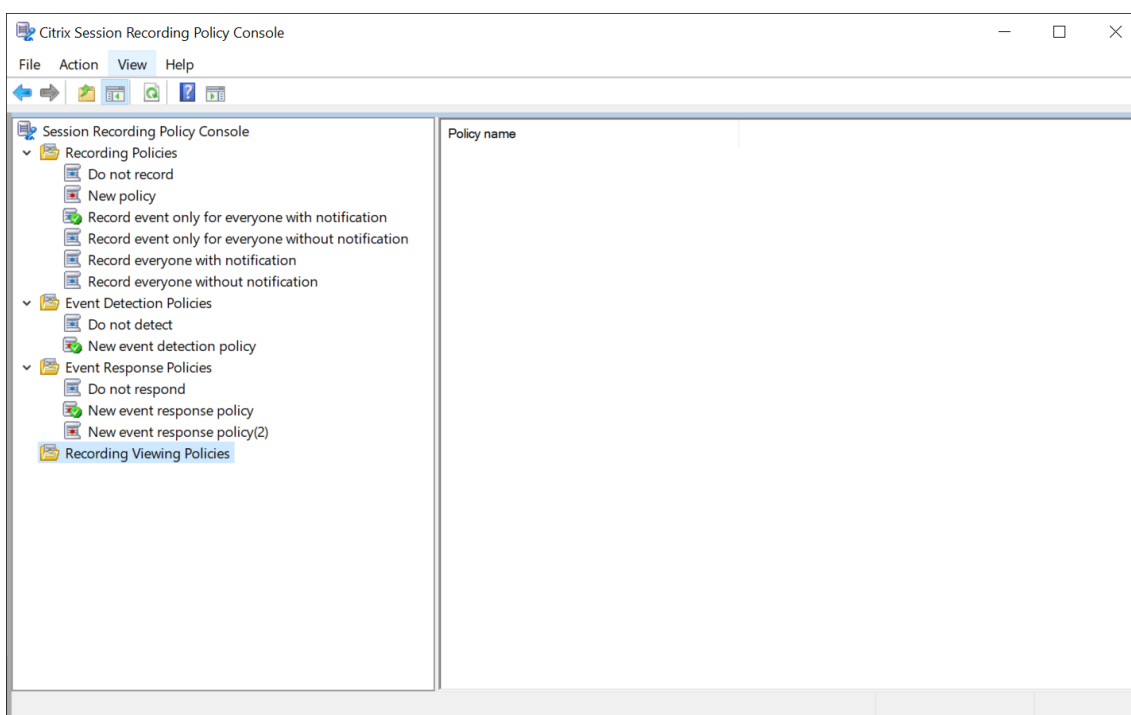 Citrix Session Recording Policy Console
File Action View Help
Session Recording Policy Console
Policy name
Recording Policies
Do not record
New policy
Record event only for everyone with notification
Record event only for everyone without notification
Record everyone with notification
Record everyone without notification
Event Detection Policies
Do not detect
New event detection policy
Event Response Policies
Do not respond
New event response policy
New event response policy(2)
Recording Viewing Policies